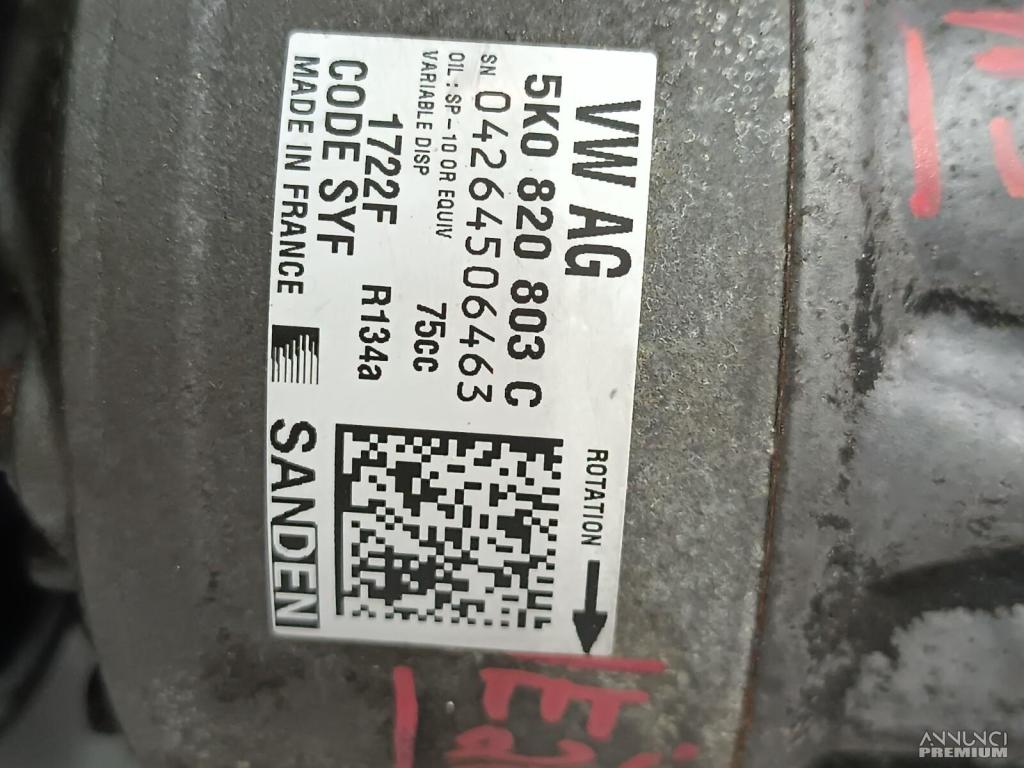 VW AG
5K0 820 803 C
SN 04264506463
OIL : SP-10 OR EQUIV
VARIABLE DISP 75cc
1722F R134a
CODE SYF
MADE IN FRANCE
SANDEN
ROTATION
ANNUNCI
PREMIUM